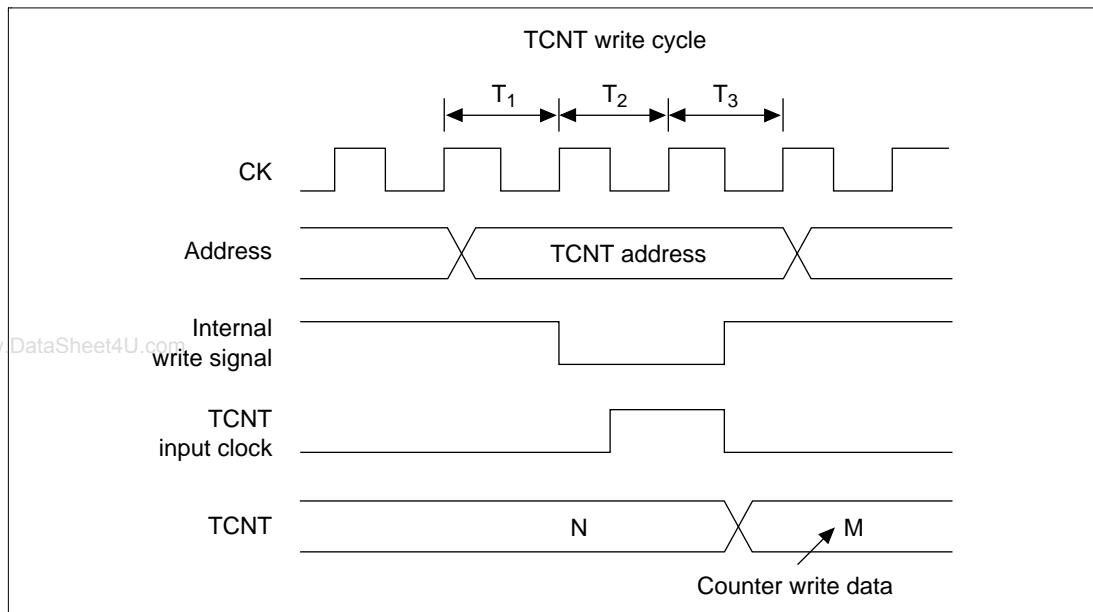 TCNT write cycle
T1 T2 T3
CK
Address
TCNT address
Internal
write signal
TCNT
input clock
TCNT
N
M
Counter write data
.DataSheet4U.com